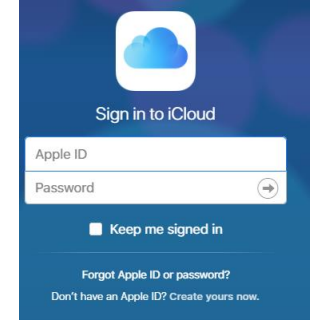 Sign in to iCloud
Apple ID
Password
Keep me signed in
Forgot Apple ID or password?
Don't have an Apple ID? Create yours now.